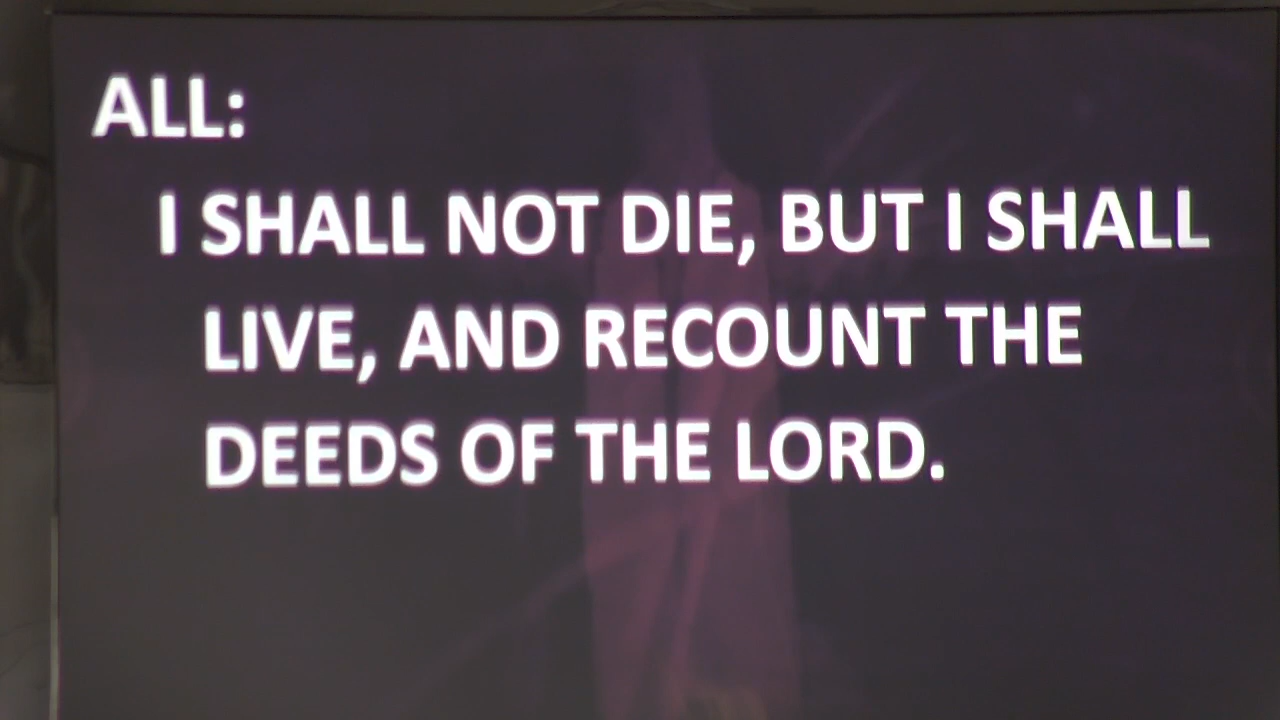 ALL:
I SHALL NOT DIE, BUT I SHALL
LIVE, AND RECOUNT THE
DEEDS OF THE LORD.